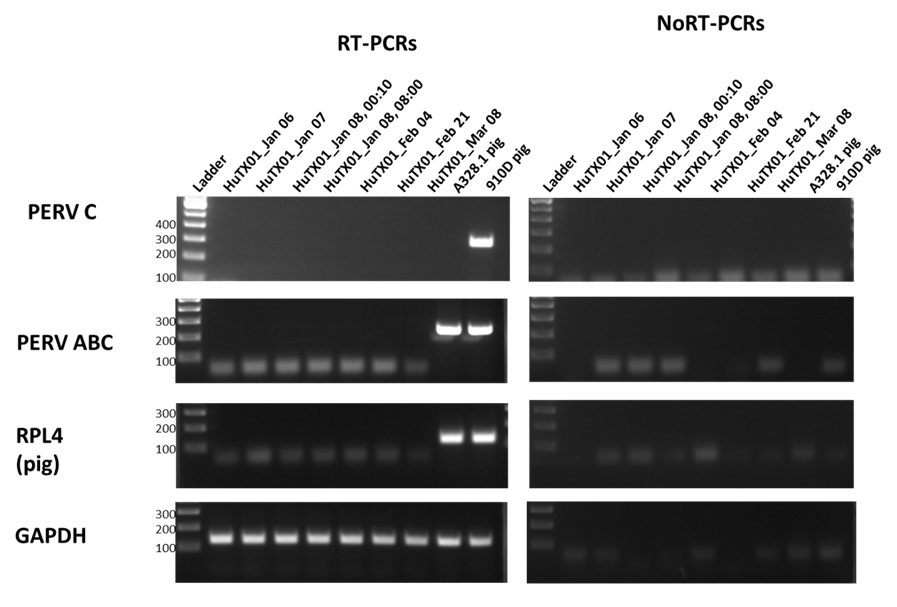 RT-PCRs
NoRT-PCRs
Ladder
HuTX01_Jan 06
HuTX01_Jan 07
HuTX01_Jan 08, 00:10
HuTX01_Jan 08, 08:00
HuTX01_Feb 04
HuTX01_Feb 21
HuTX01_Mar 08
A328.1 pig
910D pig
Ladder
HuTX01_Jan 06
HuTX01_Jan 07
HuTX01_Jan 08, 00:10
HuTX01_Jan 08, 08:00
HuTX01_Feb 04
HuTX01_Feb 21
HuTX01_Mar 08
A328.1 pig
910D pig
PERV C
400
300
200
100
PERV ABC
300
200
100
RPL4
(pig)
300
200
100
GAPDH
300
200
100